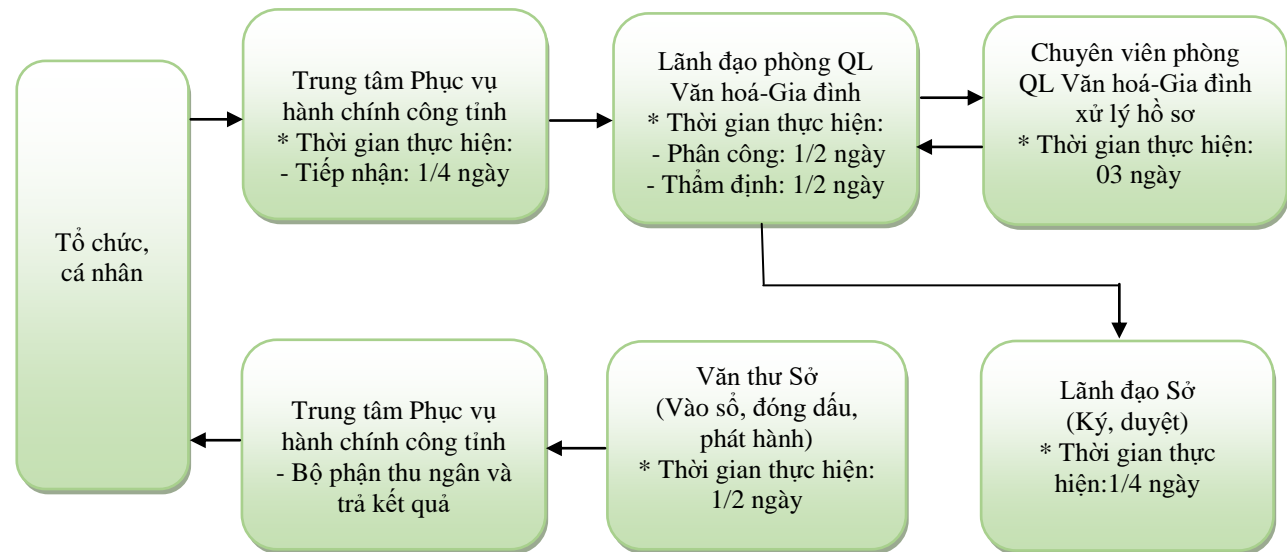 Tổ chức,
cá nhân
Trung tâm Phục vụ
hành chính công tỉnh
* Thời gian thực hiện:
- Tiếp nhận: 1/4 ngày
Lãnh đạo phòng QL
Văn hoá-Gia đình
* Thời gian thực hiện:
- Phân công: 1/2 ngày
- Thẩm định: 1/2 ngày
Chuyên viên phòng
QL Văn hoá-Gia đình
xử lý hồ sơ
* Thời gian thực hiện:
03 ngày
Trung tâm Phục vụ
hành chính công tỉnh
- Bộ phận thu ngân và
trả kết quả
Văn thư Sở
(Vào sổ, đóng dấu,
phát hành)
* Thời gian thực hiện:
1/2 ngày
Lãnh đạo Sở
(Ký, duyệt)
* Thời gian thực
hiện:1/4 ngày